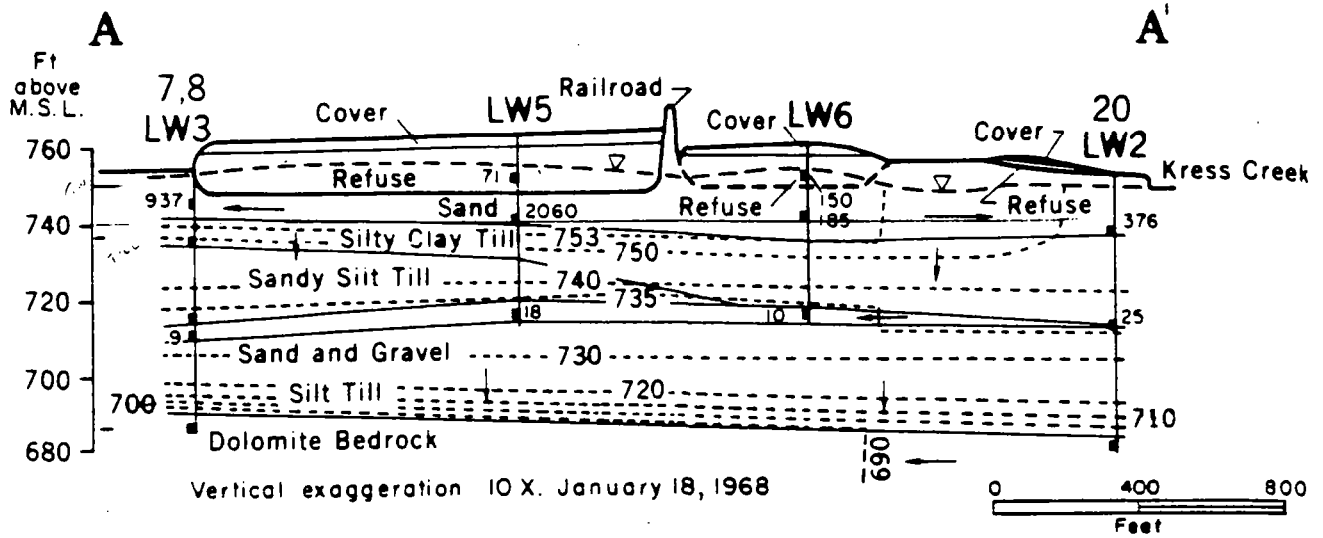 A A'
Ft
above
M.S.L.
7,8
LW3
Cover
LW5
Railroad
Cover
LW6
Cover
20
LW2
Kress Creek
760
740
720
700
680
Refuse
71
937
Sand
2060
Refuse
150
185
Refuse
376
Silty Clay Till
753
750
Sandy Silt Till
740
735
18
10
25
9
Sand and Gravel
730
Silt Till
720
700
710
Dolomite Bedrock
690
Vertical exaggeration 10 X. January 18, 1968
0 400 800
Feet